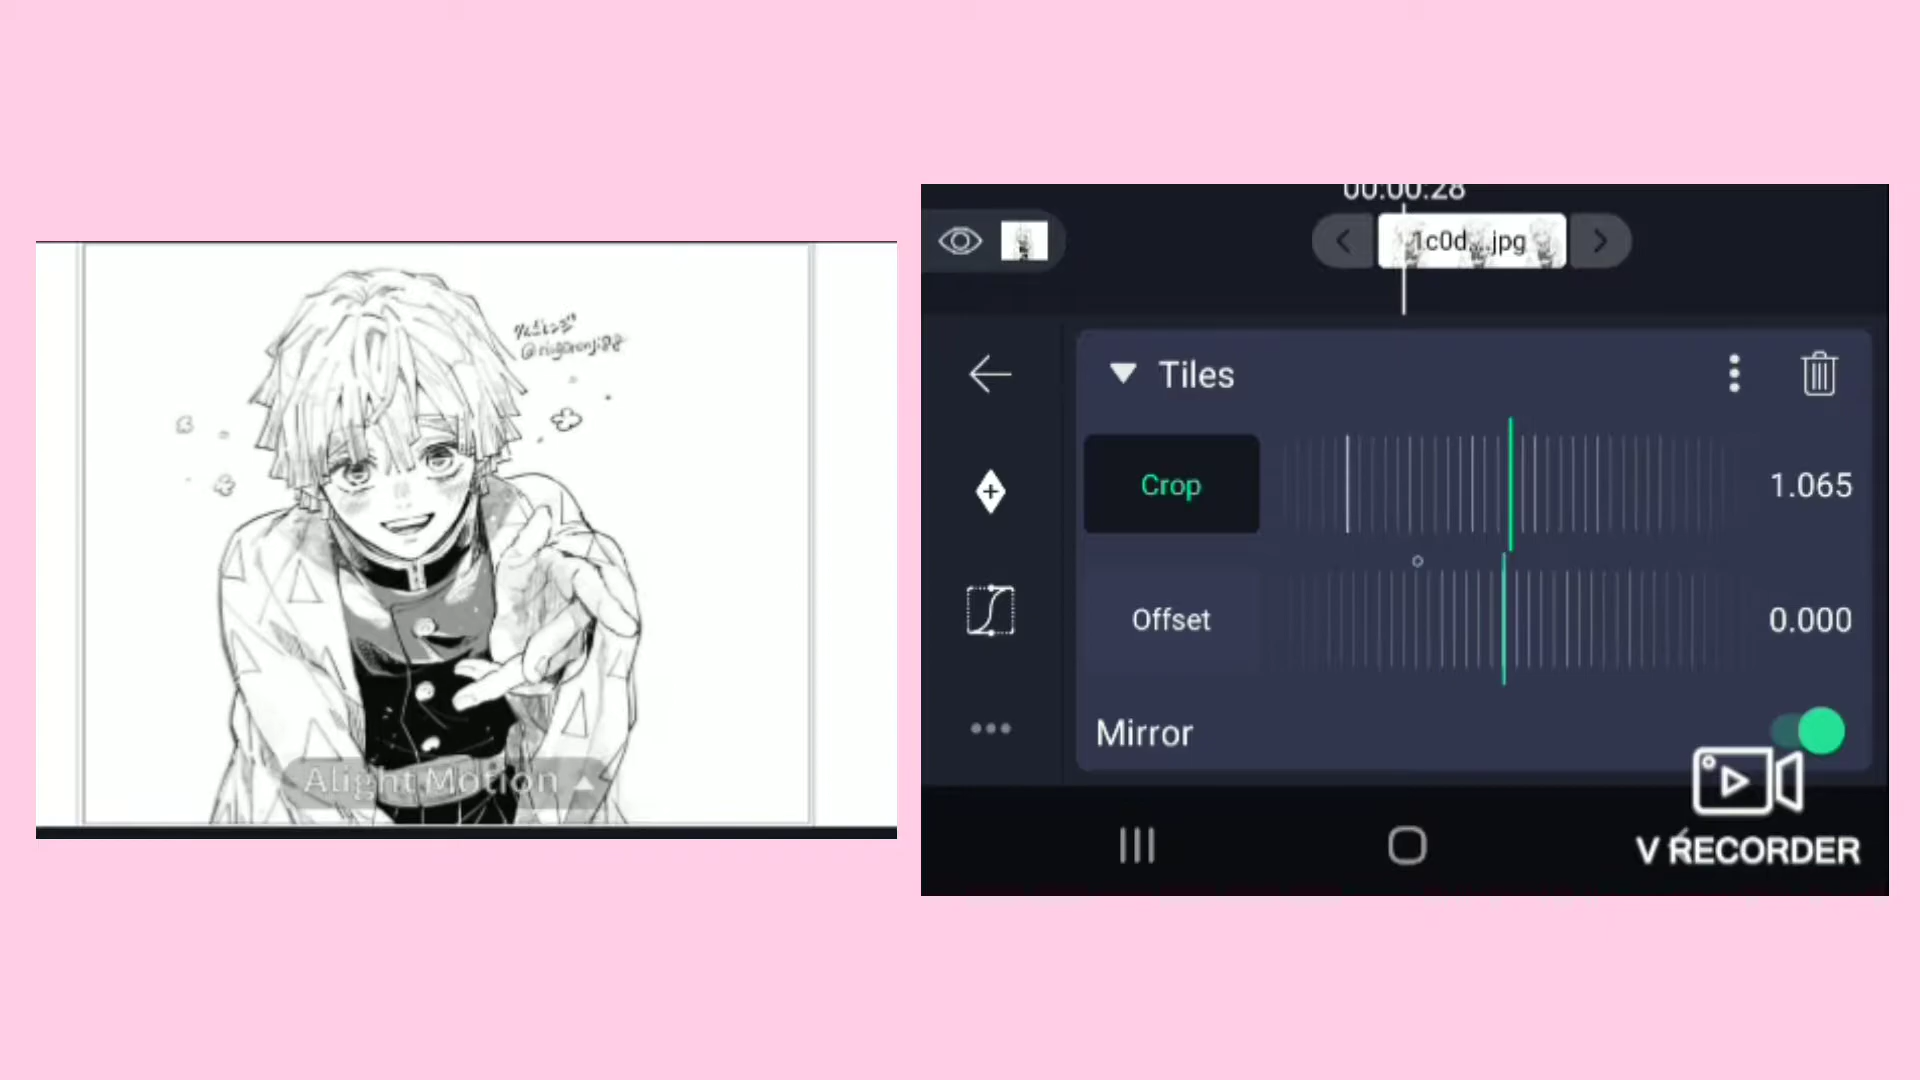 Alight Motion
00:00:28
1c0d...jpg
Tiles
Crop
1.065
Offset
0.000
Mirror
V RECORDER